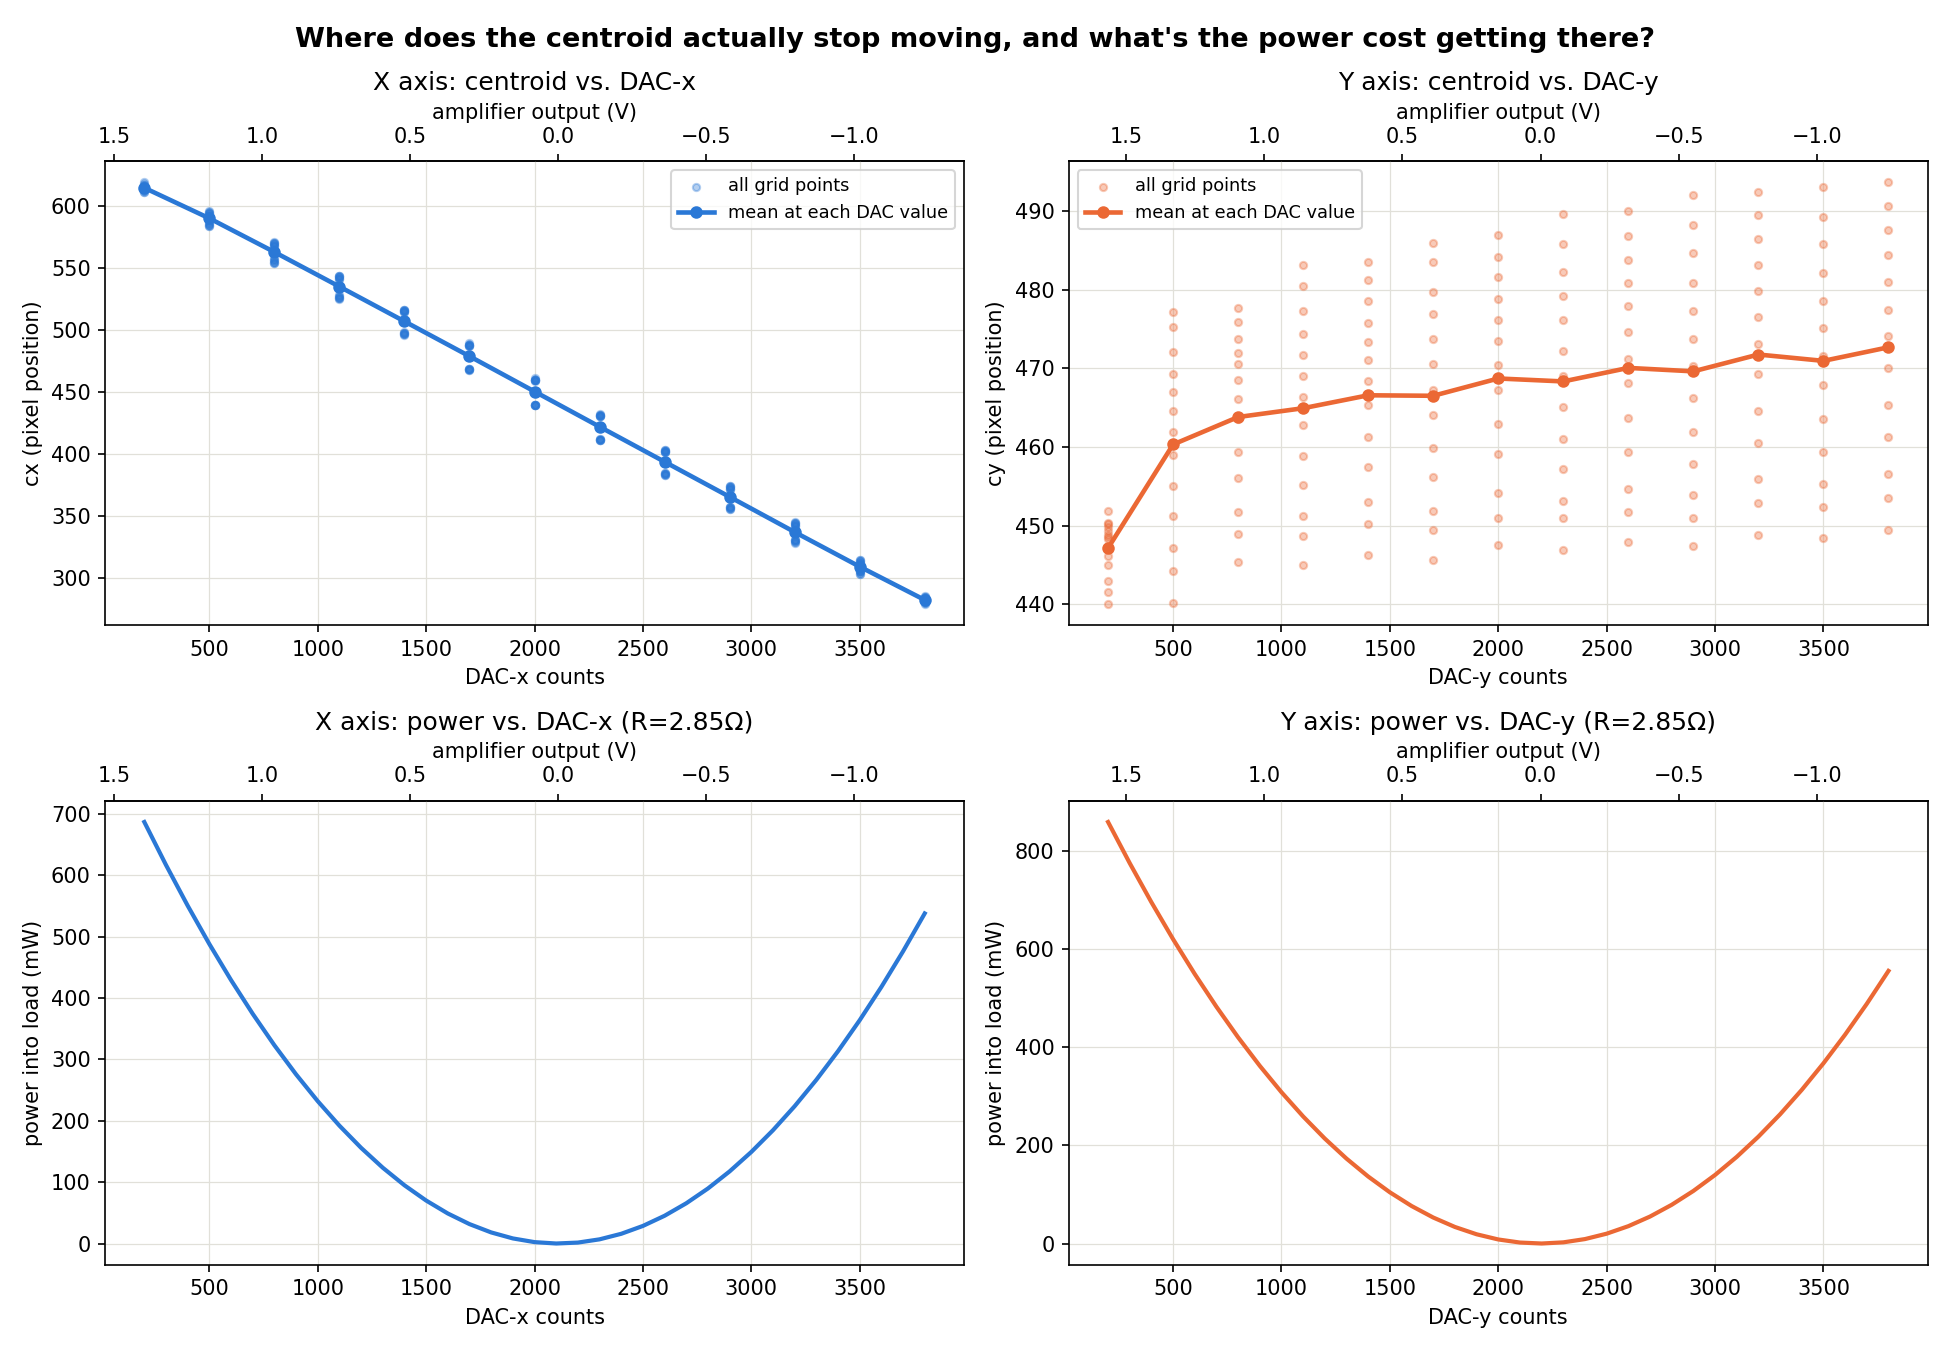 Where does the centroid actually stop moving, and what's the power cost getting there?
X axis: centroid vs. DAC-x
amplifier output (V)
1.5 1.0 0.5 0.0 −0.5 −1.0
all grid points
mean at each DAC value
600
550
500
450
400
350
300
cx (pixel position)
500 1000 1500 2000 2500 3000 3500
DAC-x counts
Y axis: centroid vs. DAC-y
amplifier output (V)
1.5 1.0 0.5 0.0 −0.5 −1.0
all grid points
mean at each DAC value
490
480
470
460
450
440
cy (pixel position)
500 1000 1500 2000 2500 3000 3500
DAC-y counts
X axis: power vs. DAC-x (R=2.85Ω)
amplifier output (V)
1.5 1.0 0.5 0.0 −0.5 −1.0
700
600
500
400
300
200
100
0
power into load (mW)
500 1000 1500 2000 2500 3000 3500
DAC-x counts
Y axis: power vs. DAC-y (R=2.85Ω)
amplifier output (V)
1.5 1.0 0.5 0.0 −0.5 −1.0
800
600
400
200
0
power into load (mW)
500 1000 1500 2000 2500 3000 3500
DAC-y counts